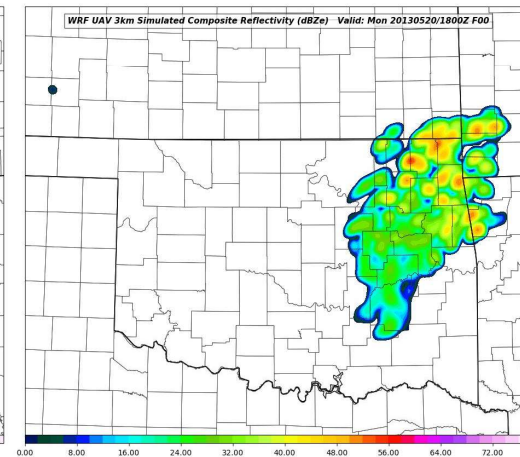 WRF UAV 3km Simulated Composite Reflectivity (dBZe) Valid: Mon 20130520/1800Z F00
0.00 8.00 16.00 24.00 32.00 40.00 48.00 56.00 64.00 72.00